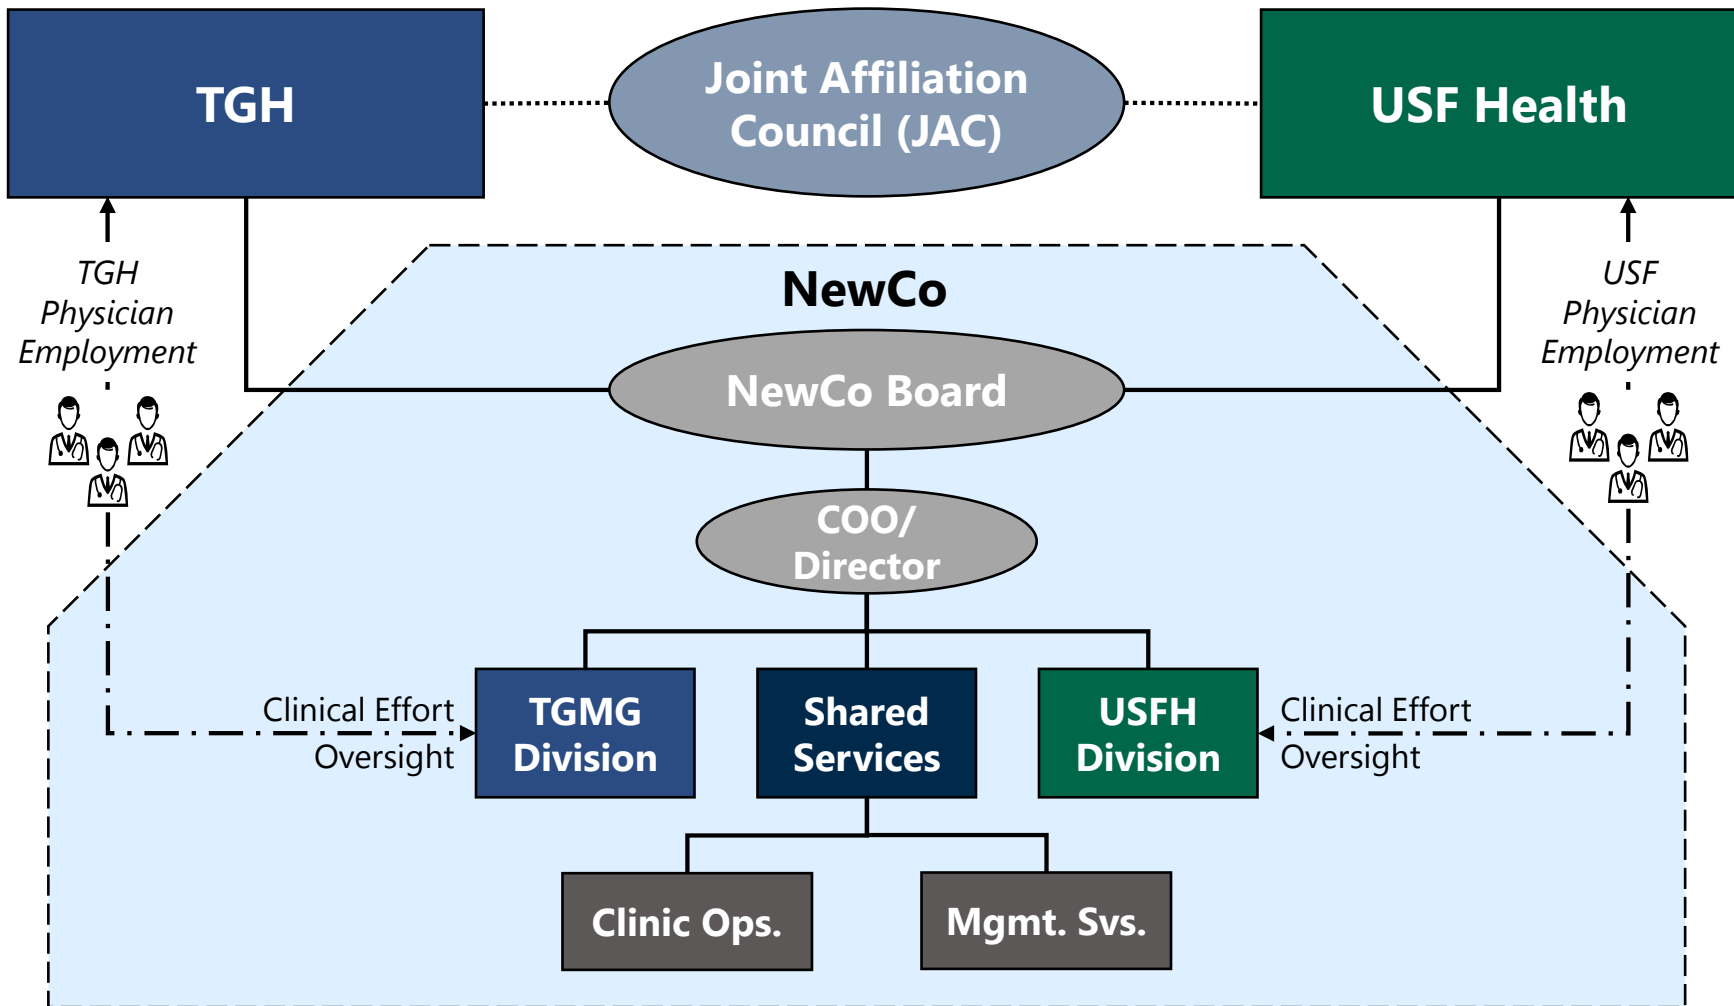 TGH
Joint Affiliation
Council (JAC)
USF Health
TGH
Physician
Employment
USF
Physician
Employment
NewCo
NewCo Board
COO/
Director
Clinical Effort
Oversight
TGMG
Division
Shared
Services
USFH
Division
Clinical Effort
Oversight
Clinic Ops.
Mgmt. Svs.